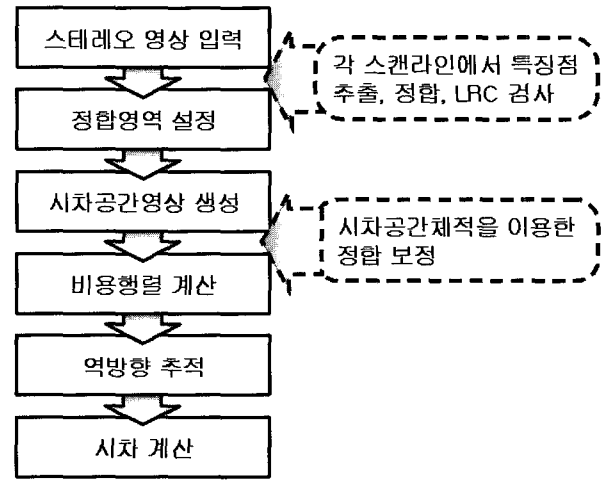 스테레오 영상 입력
각 스캔라인에서 특징점
추출, 정합, LRC 검사
정합영역 설정
시차공간영상 생성
시차공간체적을 이용한
정합 보정
비용행렬 계산
역방향 추적
시차 계산